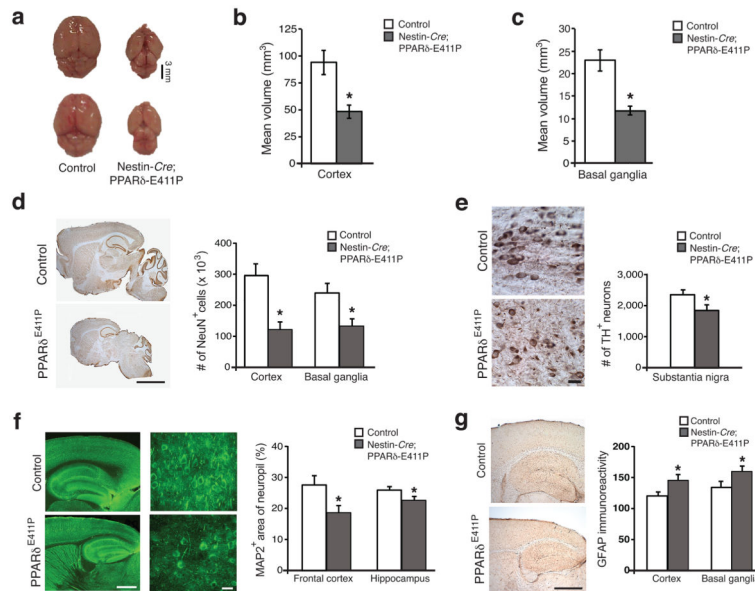 a
3 mm
Control
Nestin-Cre;
PPARδ-E411P
b
Control
Nestin-Cre;
PPARδ-E411P
Mean volume (mm³)
125
100
75
50
25
0
*
Cortex
c
Control
Nestin-Cre;
PPARδ-E411P
Mean volume (mm³)
30
25
20
15
10
5
0
*
Basal ganglia
d
Control
PPARδE411P
Control
Nestin-Cre;
PPARδ-E411P
# of NeuN⁺ cells (x 10³)
400
300
200
100
0
*
*
Cortex Basal ganglia
e
Control
PPARδE411P
Control
Nestin-Cre;
PPARδ-E411P
# of TH⁺ neurons
3,000
2,000
1,000
0
*
Substantia nigra
f
Control
PPARδE411P
Control
Nestin-Cre;
PPARδ-E411P
MAP2⁺ area of neuropil (%)
40
30
20
10
0
*
*
Frontal cortex Hippocampus
g
Control
PPARδE411P
Control
Nestin-Cre;
PPARδ-E411P
GFAP immunoreactivity
200
150
100
50
0
*
*
Cortex Basal ganglia